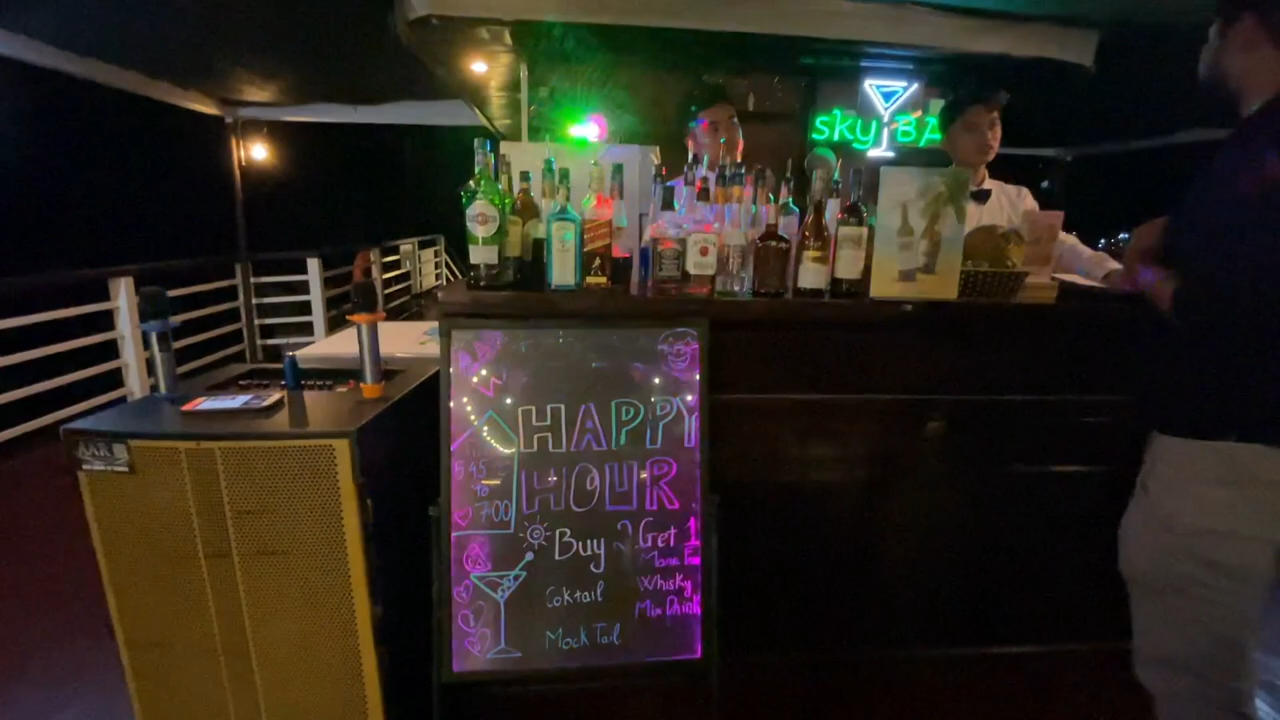 sky BA
HAPPY
HOUR
5:45
to
7:00
Buy 2 Get 1
Coktail
Whisky
Mix Drink
Mock Tail